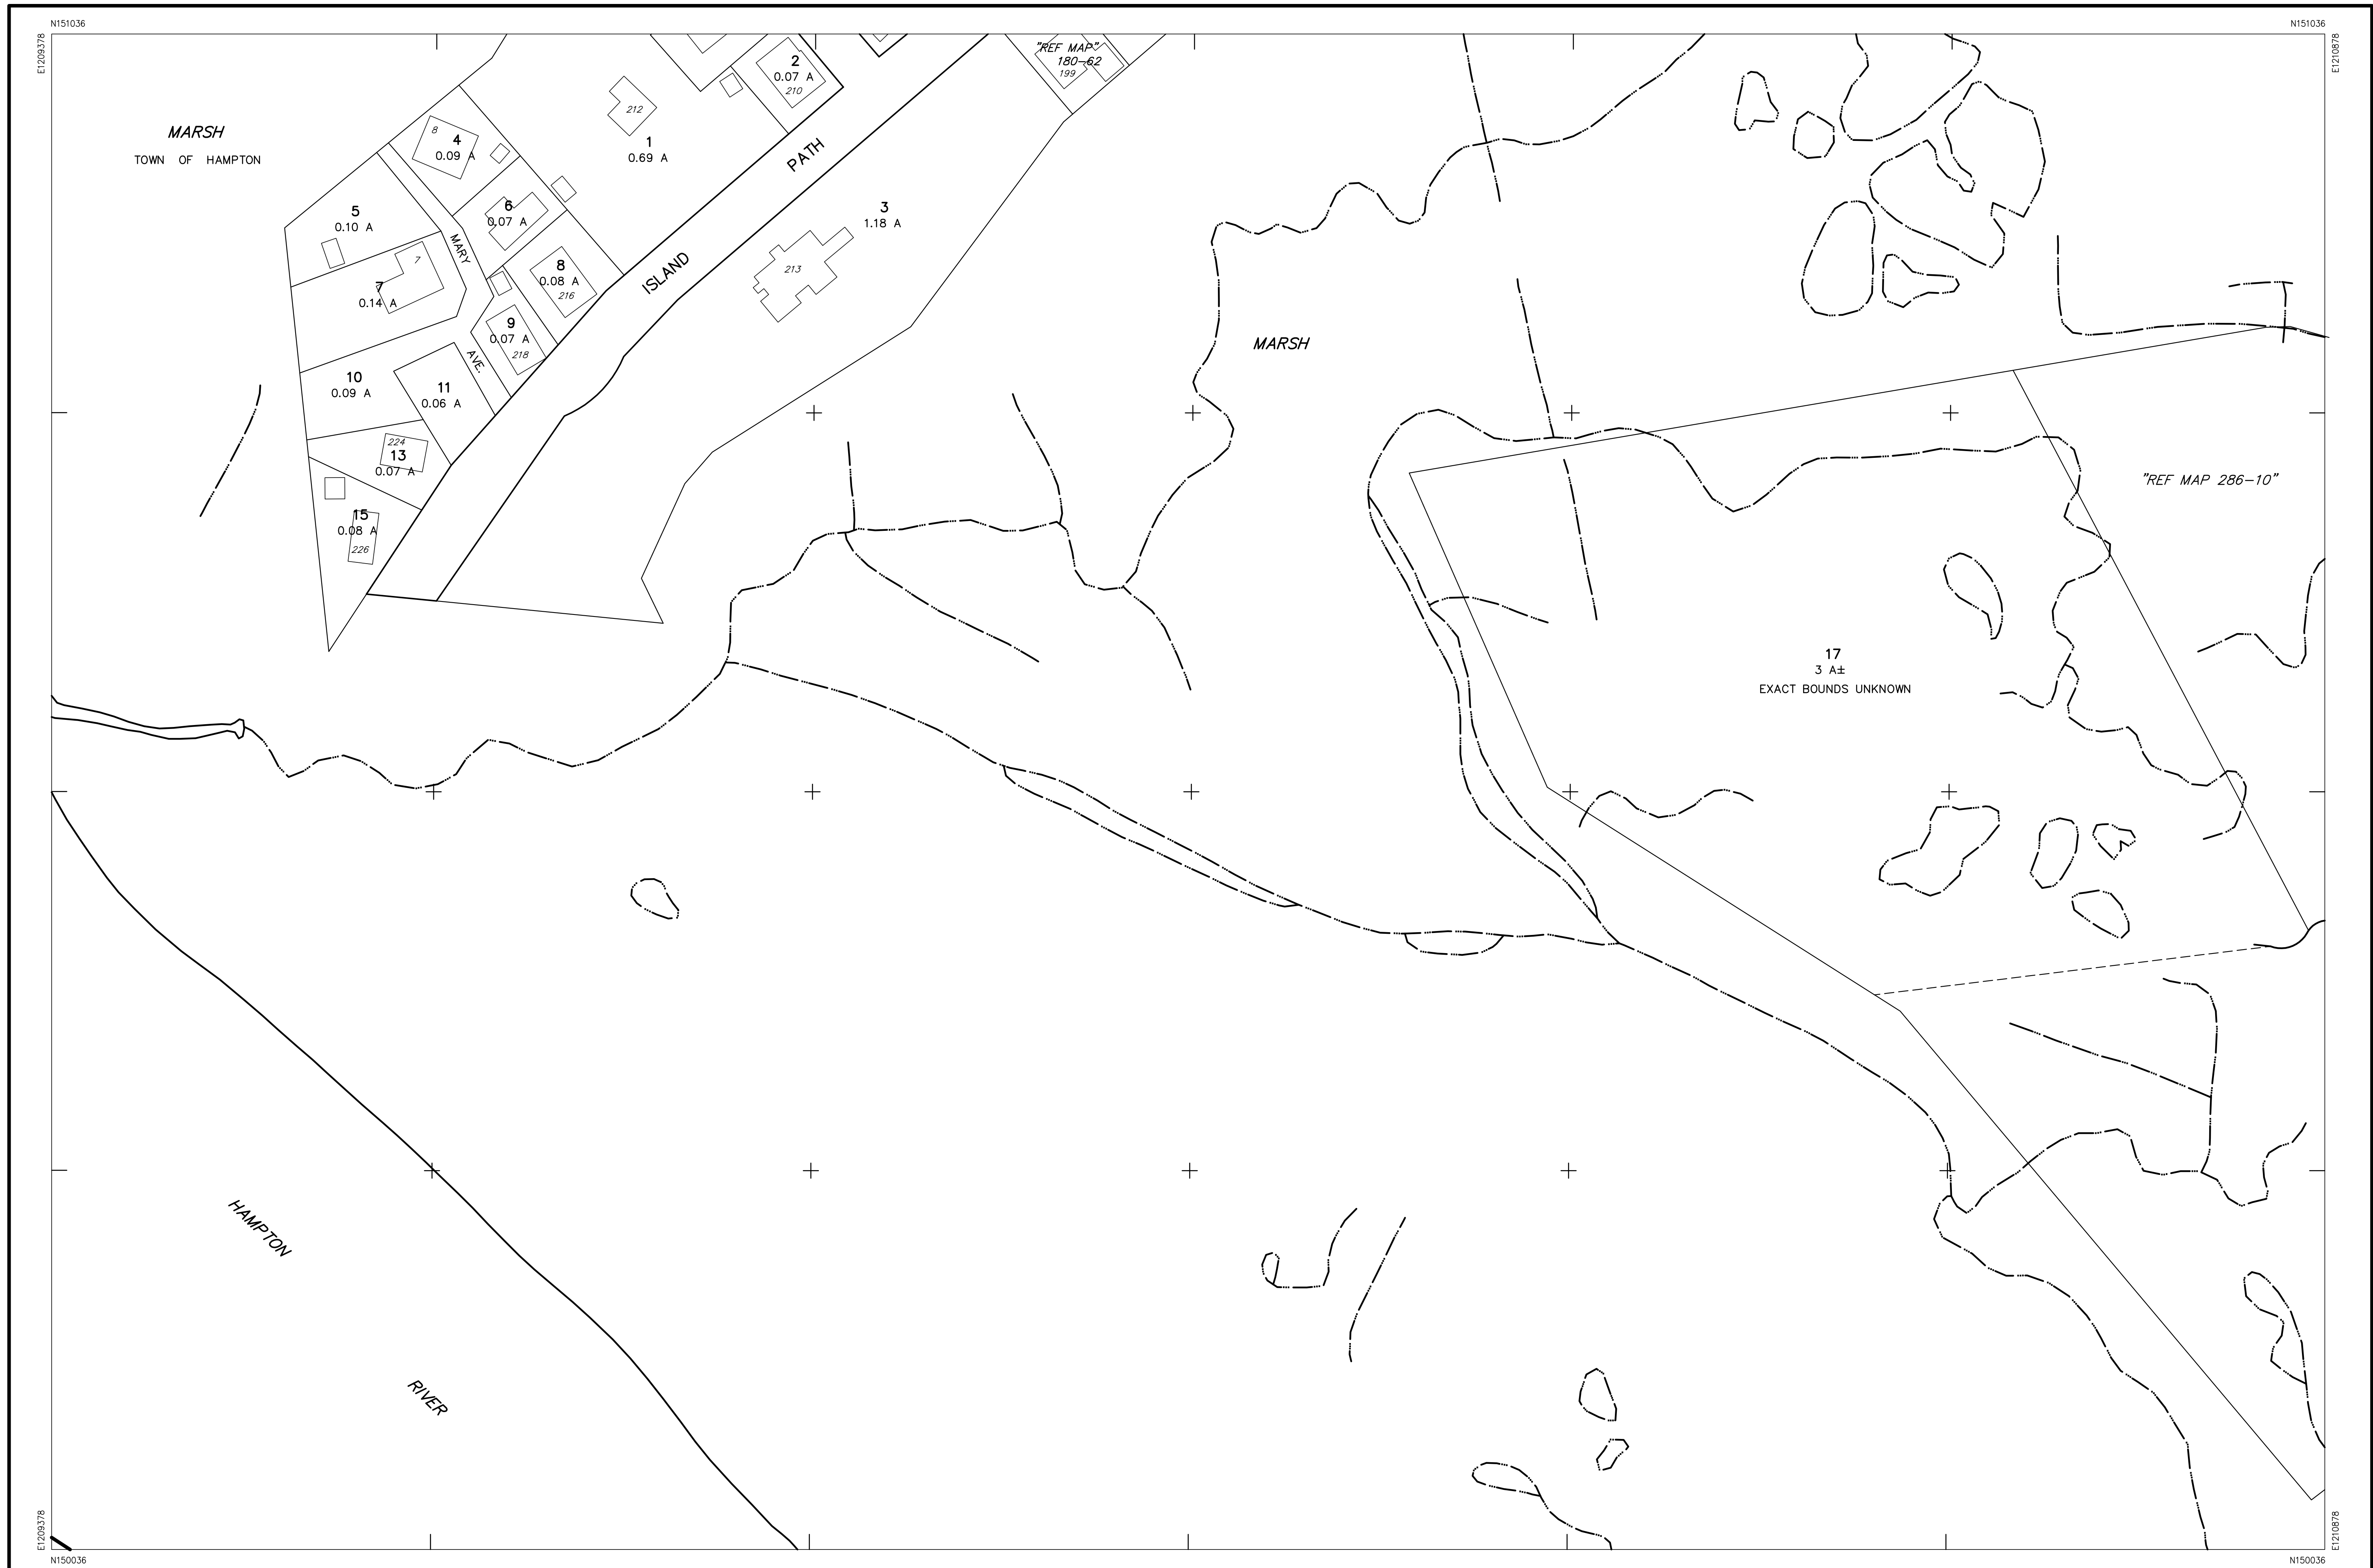 N151036
N151036
E1209378
E1210878
MARSH
TOWN OF HAMPTON
"REF MAP"
180-62
199
2
0.07 A
210
212
1
0.69 A
8
4
0.09 A
PATH
ISLAND
5
0.10 A
6
0.07 A
3
1.18 A
213
MARY
AVE.
7
7
0.14 A
8
0.08 A
216
9
0.07 A
218
MARSH
10
0.09 A
11
0.06 A
224
13
0.07 A
15
0.08 A
226
"REF MAP 286-10"
17
3 A±
EXACT BOUNDS UNKNOWN
HAMPTON
RIVER
E1209378
E1210878
N150036
N150036